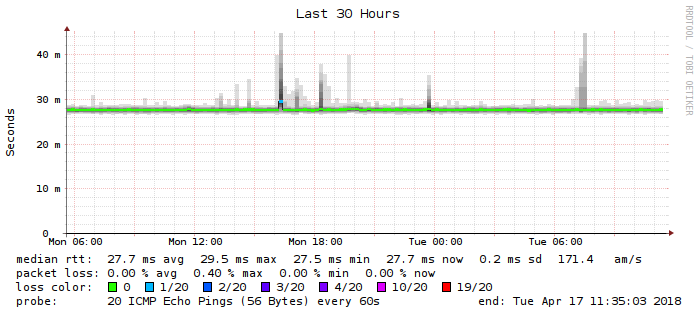 Last 30 Hours
RRDTOOL / TOBI OETIKER
Seconds
40 m
30 m
20 m
10 m
0
Mon 06:00 Mon 12:00 Mon 18:00 Tue 00:00 Tue 06:00
median rtt: 27.7 ms avg 29.5 ms max 27.5 ms min 27.7 ms now 0.2 ms sd 171.4 am/s
packet loss: 0.00 % avg 0.40 % max 0.00 % min 0.00 % now
loss color: 0 1/20 2/20 3/20 4/20 10/20 19/20
probe: 20 ICMP Echo Pings (56 Bytes) every 60s end: Tue Apr 17 11:35:03 2018